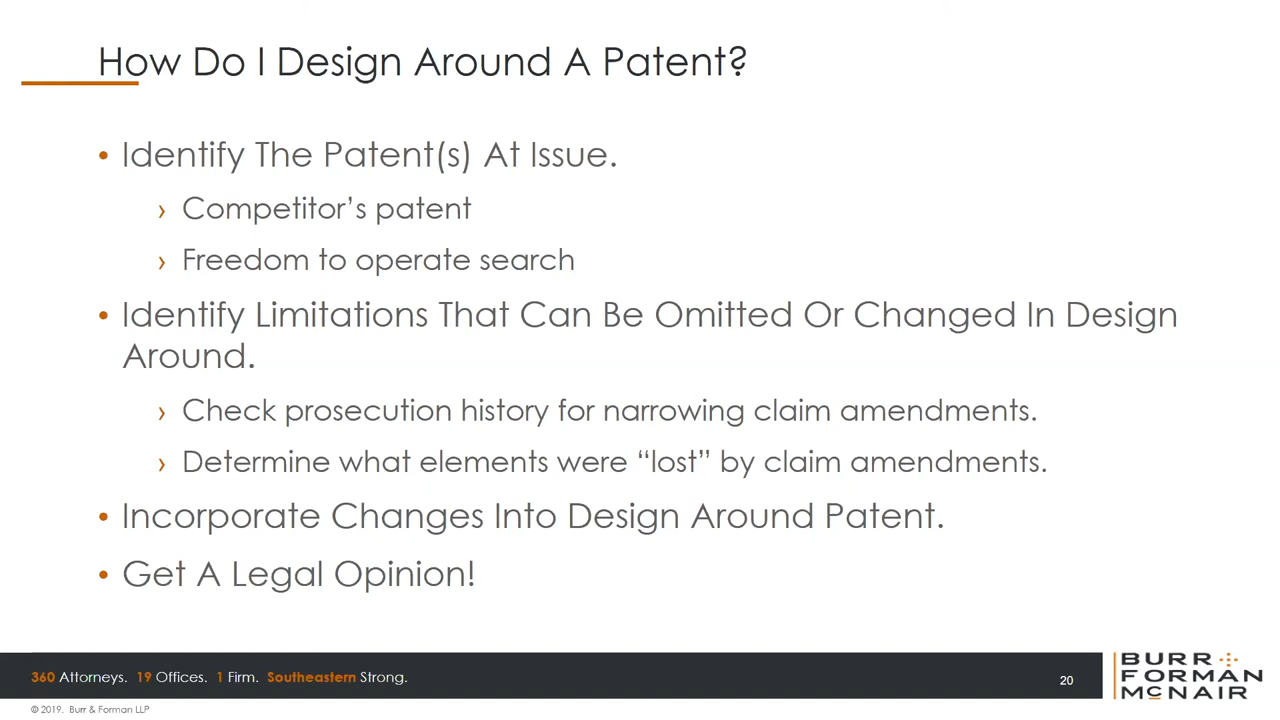 How Do I Design Around A Patent?
• Identify The Patent(s) At Issue.
› Competitor’s patent
› Freedom to operate search
• Identify Limitations That Can Be Omitted Or Changed In Design
Around.
› Check prosecution history for narrowing claim amendments.
› Determine what elements were “lost” by claim amendments.
• Incorporate Changes Into Design Around Patent.
• Get A Legal Opinion!
360 Attorneys. 19 Offices. 1 Firm. Southeastern Strong.
20
BURR
FORMAN
MCNAIR
© 2019. Burr & Forman LLP